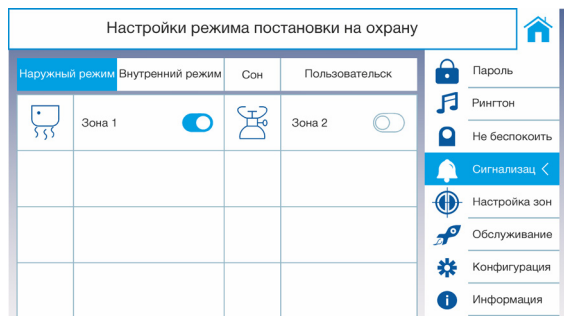 Настройки режима постановки на охрану
Наружный режим Внутренний режим Сон Пользовательск
Зона 1 Зона 2
Пароль
Рингтон
Не беспокоить
Сигнализац
Настройка зон
Обслуживание
Конфигурация
Информация